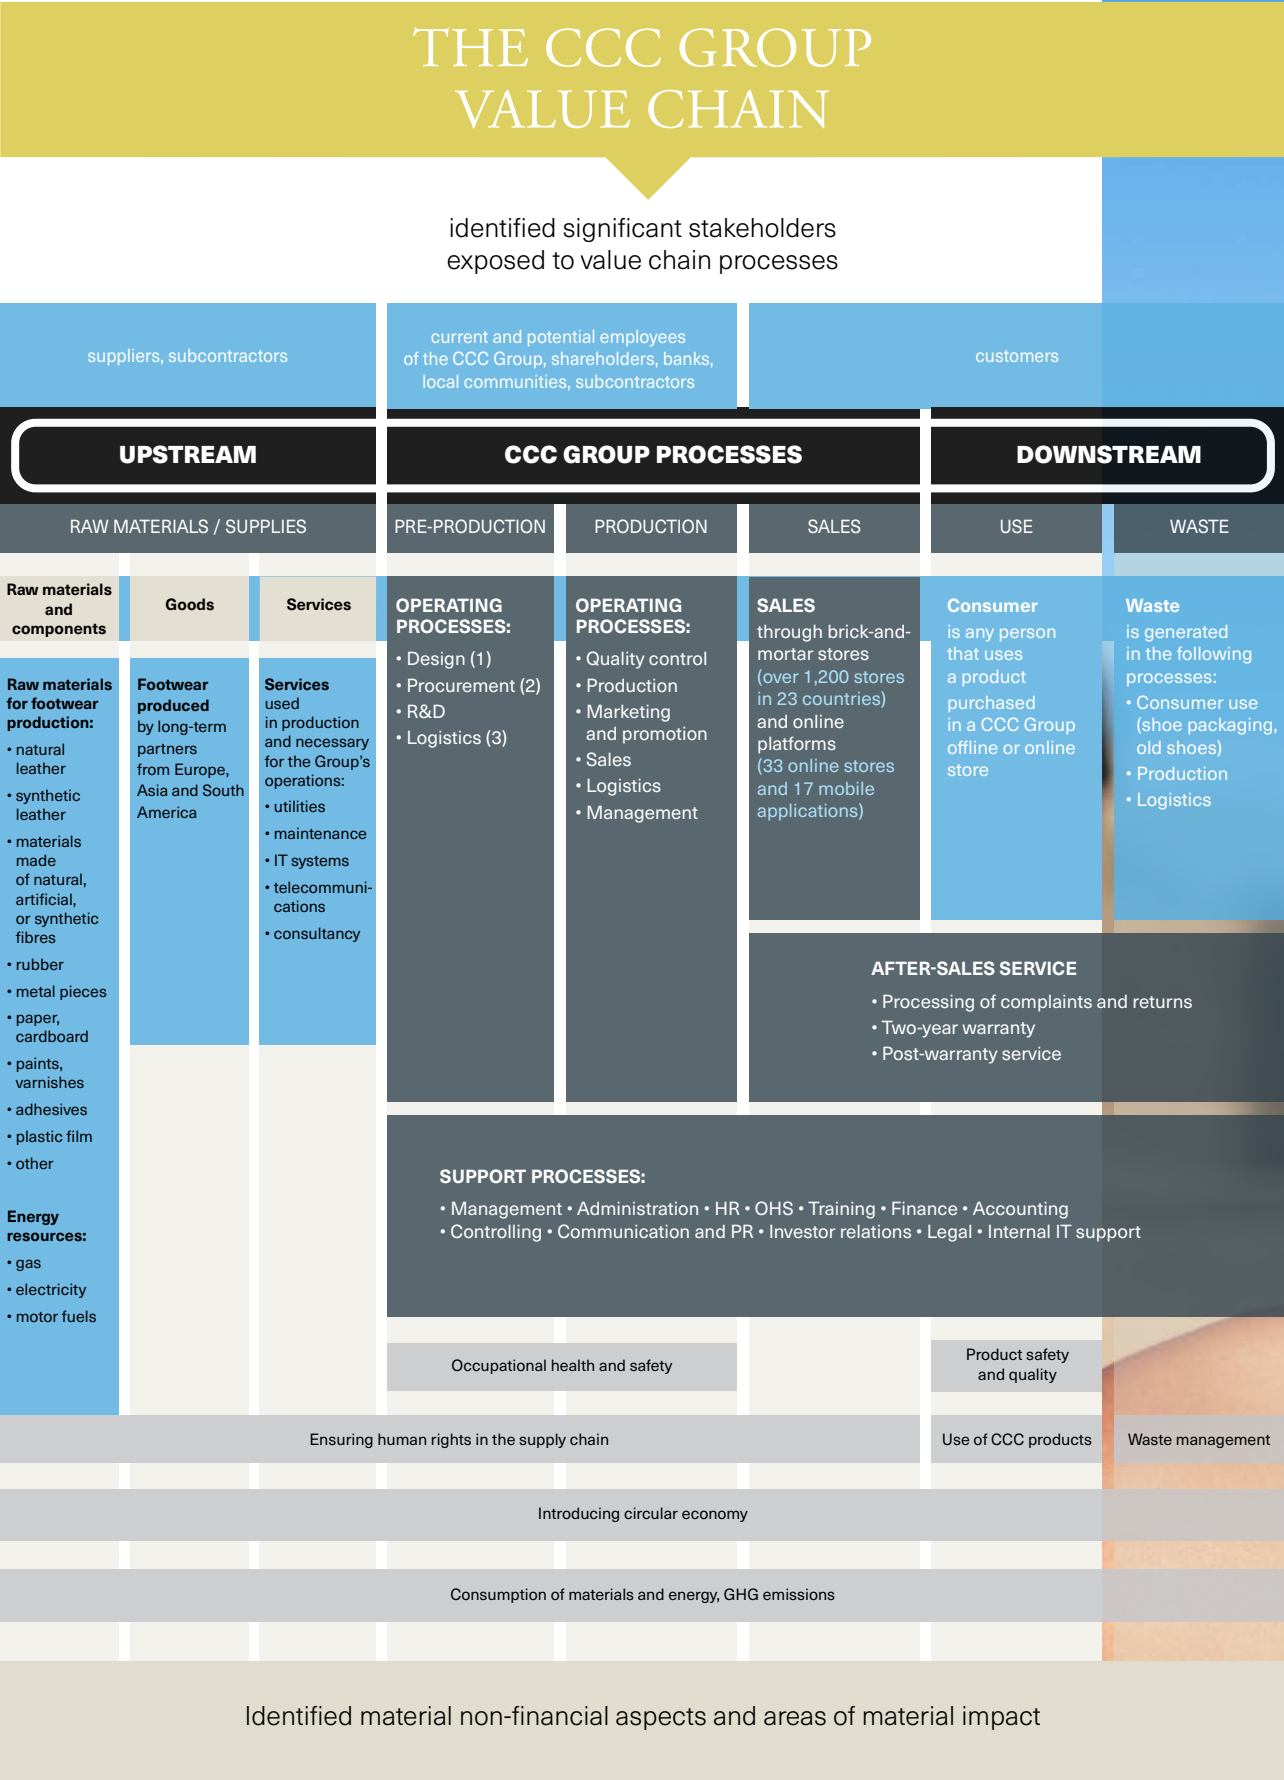 THE CCC GROUP
VALUE CHAIN
identified significant stakeholders
exposed to value chain processes
suppliers, subcontractors
current and potential employees
of the CCC Group, shareholders, banks,
local communities, subcontractors
customers
UPSTREAM
CCC GROUP PROCESSES
DOWNSTREAM
RAW MATERIALS / SUPPLIES
PRE-PRODUCTION
PRODUCTION
SALES
USE
WASTE
Raw materials
and
components
Raw materials
for footwear
production:
• natural
leather
• synthetic
leather
• materials
made
of natural,
artificial,
or synthetic
fibres
• rubber
• metal pieces
• paper,
cardboard
• paints,
varnishes
• adhesives
• plastic film
• other
Energy
resources:
• gas
• electricity
• motor fuels
Goods
Footwear
produced
by long-term
partners
from Europe,
Asia and South
America
Services
Services
used
in production
and necessary
for the Group's
operations:
• utilities
• maintenance
• IT systems
• telecommuni-
cations
• consultancy
OPERATING
PROCESSES:
• Design (1)
• Procurement (2)
• R&D
• Logistics (3)
OPERATING
PROCESSES:
• Quality control
• Production
• Marketing
and promotion
• Sales
• Logistics
• Management
SALES
through brick-and-
mortar stores
(over 1,200 stores
in 23 countries)
and online
platforms
(33 online stores
and 17 mobile
applications)
Consumer
is any person
that uses
a product
purchased
in a CCC Group
offline or online
store
Waste
is generated
in the following
processes:
• Consumer use
(shoe packaging,
old shoes)
• Production
• Logistics
AFTER-SALES SERVICE
• Processing of complaints and returns
• Two-year warranty
• Post-warranty service
SUPPORT PROCESSES:
• Management • Administration • HR • OHS • Training • Finance • Accounting
• Controlling • Communication and PR • Investor relations • Legal • Internal IT support
Occupational health and safety
Product safety
and quality
Ensuring human rights in the supply chain
Use of CCC products
Waste management
Introducing circular economy
Consumption of materials and energy, GHG emissions
Identified material non-financial aspects and areas of material impact